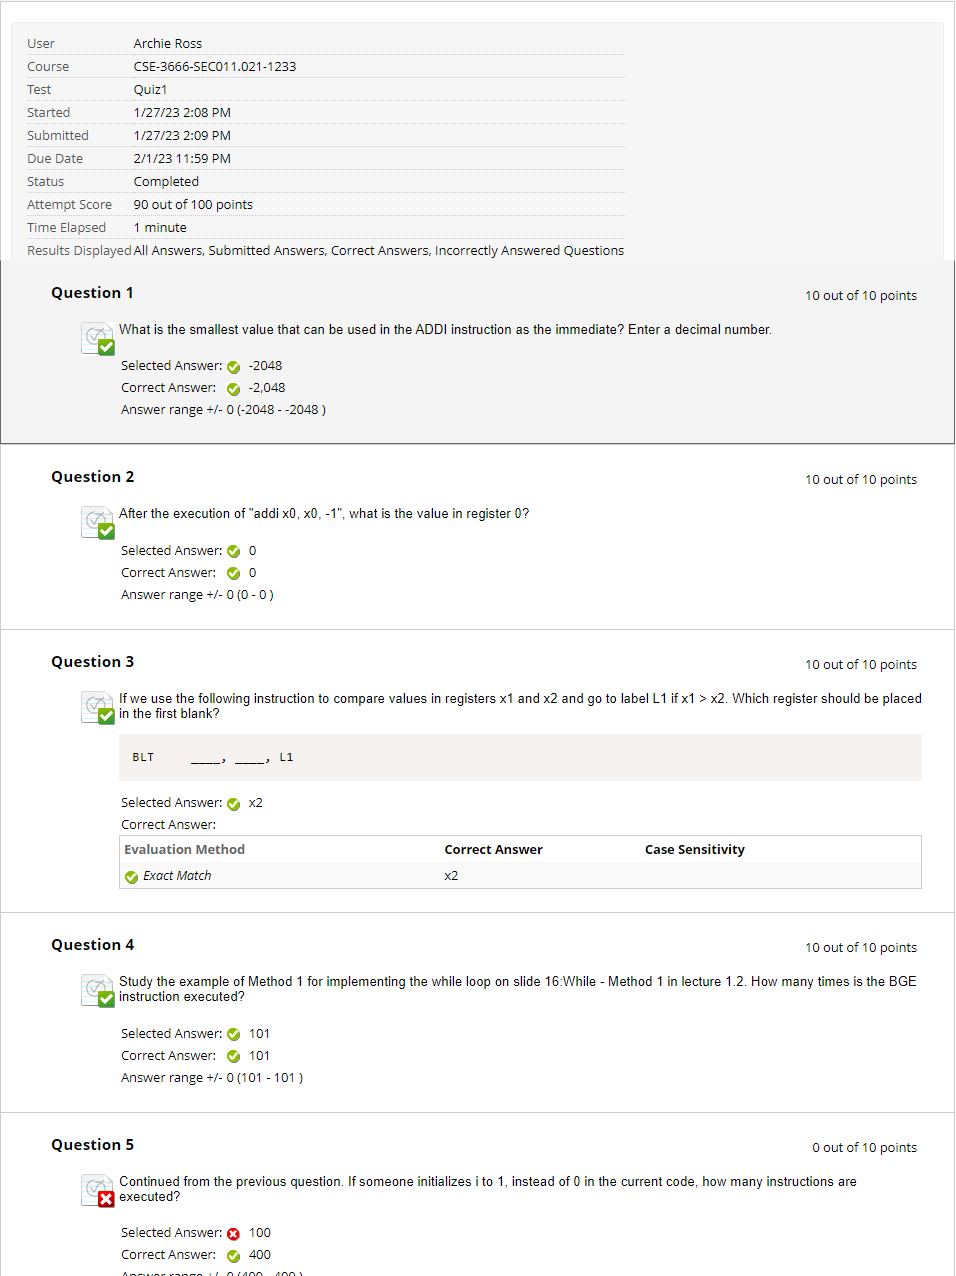 User Archie Ross
Course CSE-3666-SEC011.021-1233
Test Quiz1
Started 1/27/23 2:08 PM
Submitted 1/27/23 2:09 PM
Due Date 2/1/23 11:59 PM
Status Completed
Attempt Score 90 out of 100 points
Time Elapsed 1 minute
Results Displayed All Answers, Submitted Answers, Correct Answers, Incorrectly Answered Questions
Question 1 10 out of 10 points
What is the smallest value that can be used in the ADDI instruction as the immediate? Enter a decimal number.
Selected Answer: -2048
Correct Answer: -2,048
Answer range +/- 0 (-2048 - -2048 )
Question 2 10 out of 10 points
After the execution of "addi x0, x0, -1", what is the value in register 0?
Selected Answer: 0
Correct Answer: 0
Answer range +/- 0 (0 - 0 )
Question 3 10 out of 10 points
If we use the following instruction to compare values in registers x1 and x2 and go to label L1 if x1 > x2. Which register should be placed
in the first blank?
BLT ____, ____, L1
Selected Answer: x2
Correct Answer:
Evaluation Method Correct Answer Case Sensitivity
Exact Match x2
Question 4 10 out of 10 points
Study the example of Method 1 for implementing the while loop on slide 16:While - Method 1 in lecture 1.2. How many times is the BGE
instruction executed?
Selected Answer: 101
Correct Answer: 101
Answer range +/- 0 (101 - 101 )
Question 5 0 out of 10 points
Continued from the previous question. If someone initializes i to 1, instead of 0 in the current code, how many instructions are
executed?
Selected Answer: 100
Correct Answer: 400
Answer range +/- 0 (400 - 400 )